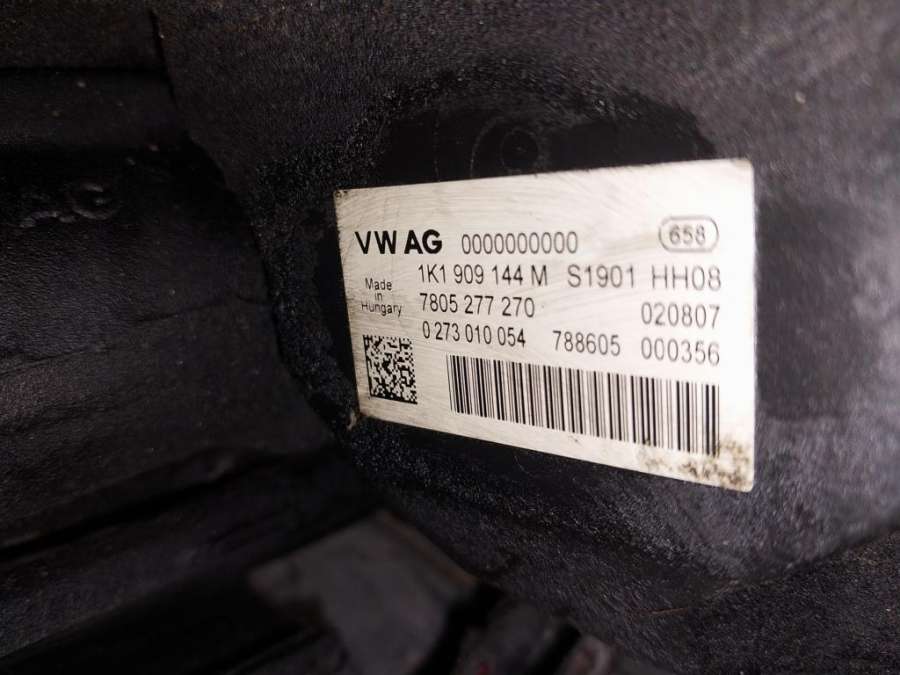 VW AG 0000000000 658
1K1 909 144 M S1901 HH08
Made in Hungary
7805 277 270 020807
0 273 010 054 788605 000356